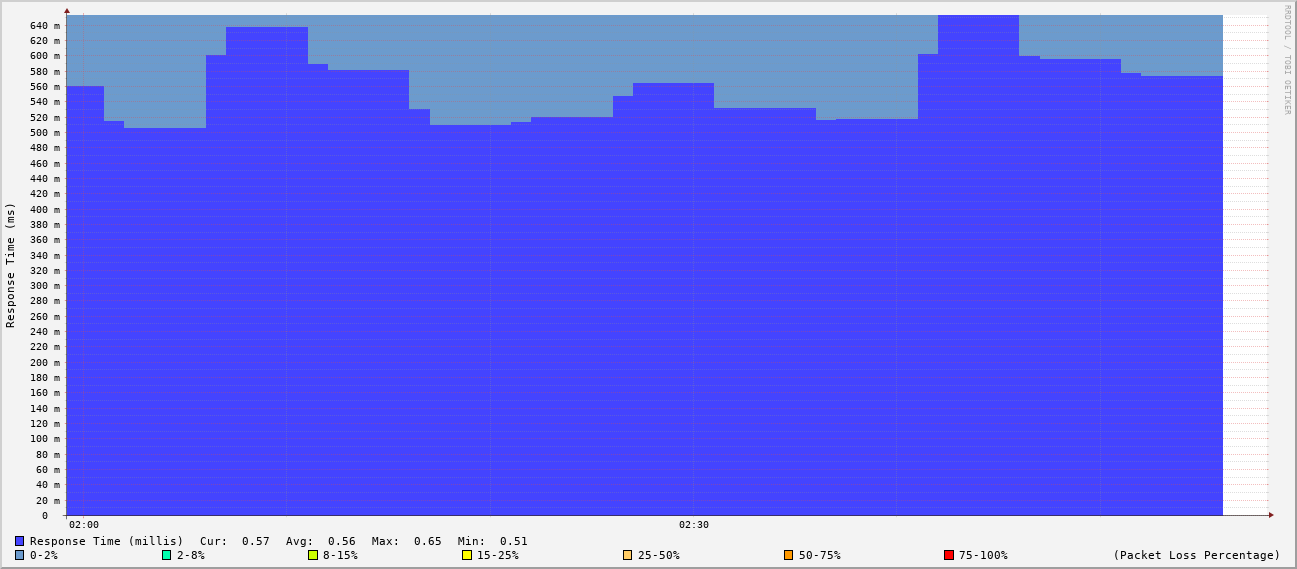 RRDTOOL / TOBI OETIKER
Response Time (ms)
640 m
620 m
600 m
580 m
560 m
540 m
520 m
500 m
480 m
460 m
440 m
420 m
400 m
380 m
360 m
340 m
320 m
300 m
280 m
260 m
240 m
220 m
200 m
180 m
160 m
140 m
120 m
100 m
80 m
60 m
40 m
20 m
0
02:00 02:30
Response Time (millis) Cur: 0.57 Avg: 0.56 Max: 0.65 Min: 0.51
0-2% 2-8% 8-15% 15-25% 25-50% 50-75% 75-100% (Packet Loss Percentage)